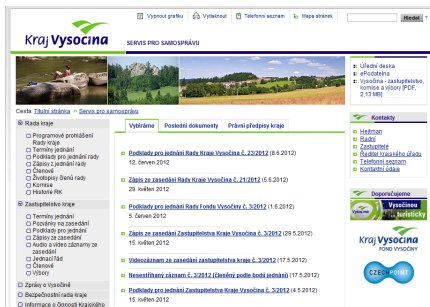 Vypnout grafiku
Vytisknout
Telefonní seznam
Mapa stránek
Hledat
?
Kraj Vysočina
SERVIS PRO SAMOSPRÁVU
Úřední deska
ePodatelna
Vysočina - zastupitelstvo, komise a výbory [PDF, 2,13 MB]
Cesta: Titulní stránka >> Servis pro samosprávu
Rada kraje
Programové prohlášení
Rady kraje
Termíny jednání
Podklady pro jednání rady
Zápisy z jednání rady
Členové
Životopisy členů rady
Komise
Historie RK
Zastupitelstvo kraje
Termíny jednání
Pozvánky na zasedání
Podklady pro jednání
Zápisy ze zasedání
Audio a video záznamy ze
zasedání
Jednací řád
Členové
Výbory
Zprávy o Vysočině
Bezpečnostní rada kraje
Informace o činnosti Krajského
Vybíráme
Poslední dokumenty
Právní předpisy kraje
Podklady pro jednání Rady Kraje Vysočina č. 23/2012 (8.6.2012)
12. červen 2012
Zápis ze zasedání Rady Kraje Vysočina č. 21/2012 (5.6.2012)
29. květen 2012
Podklady pro jednání Rady Fondu Vysočiny č. 3/2012 (1.6.2012)
5. červen 2012
Zápis ze zasedání Zastupitelstva Kraje Vysočina č. 3/2012 (29.5.2012)
15. květen 2012
Videozáznam ze zasedání zastupitelstva kraje č. 3/2012 (17.5.2012)
Nesestříhaný záznam č. 3/2012 (členěný podle bodů jednání) (17.5.2012)
Podklady pro jednání Zastupitelstva Kraje Vysočina č. 3/2012 (4.5.2012)
15. květen 2012
Kontakty
Hejtman
Radní
Zastupitelé
Ředitel krajského úřadu
Telefonní seznam
Kontaktní údaje
Doporučujeme
Vysočinou
turisticky
Kraj Vysočina
FOND VYSOČINY
CZECH POINT